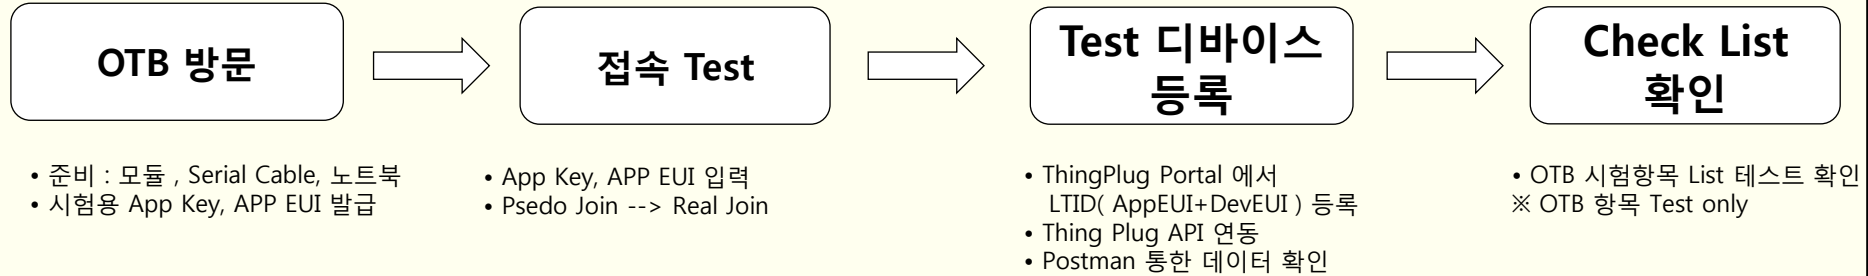 OTB 방문
• 준비 : 모듈 , Serial Cable, 노트북
• 시험용 App Key, APP EUI 발급
접속 Test
• App Key, APP EUI 입력
• Psedo Join --> Real Join
Test 디바이스
등록
• ThingPlug Portal 에서
LTID( AppEUI+DevEUI ) 등록
• Thing Plug API 연동
• Postman 통한 데이터 확인
Check List
확인
• OTB 시험항목 List 테스트 확인
※ OTB 항목 Test only